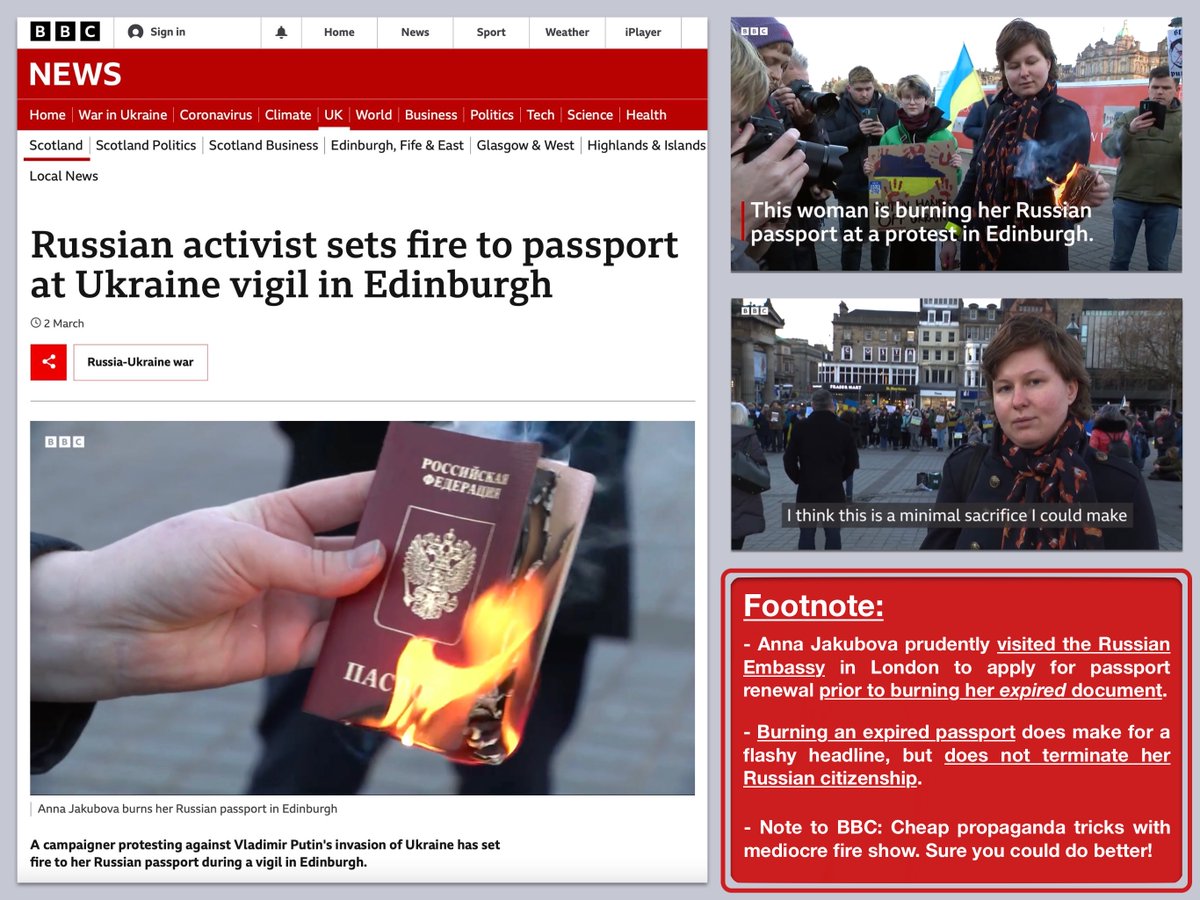 BBC
Sign in
Home
News
Sport
Weather
iPlayer
NEWS
Home
War in Ukraine
Coronavirus
Climate
UK
World
Business
Politics
Tech
Science
Health
Scotland
Scotland Politics
Scotland Business
Edinburgh, Fife & East
Glasgow & West
Highlands & Islands
Local News
Russian activist sets fire to passport
at Ukraine vigil in Edinburgh
2 March
Russia-Ukraine war
BBC
РОССИЙСКАЯ
ФЕДЕРАЦИЯ
ПАС
Anna Jakubova burns her Russian passport in Edinburgh
A campaigner protesting against Vladimir Putin's invasion of Ukraine has set
fire to her Russian passport during a vigil in Edinburgh.
BBC
This woman is burning her Russian
passport at a protest in Edinburgh.
BBC
FRASER HART
I think this is a minimal sacrifice I could make
Footnote:
- Anna Jakubova prudently visited the Russian
Embassy in London to apply for passport
renewal prior to burning her expired document.
- Burning an expired passport does make for a
flashy headline, but does not terminate her
Russian citizenship.
- Note to BBC: Cheap propaganda tricks with
mediocre fire show. Sure you could do better!